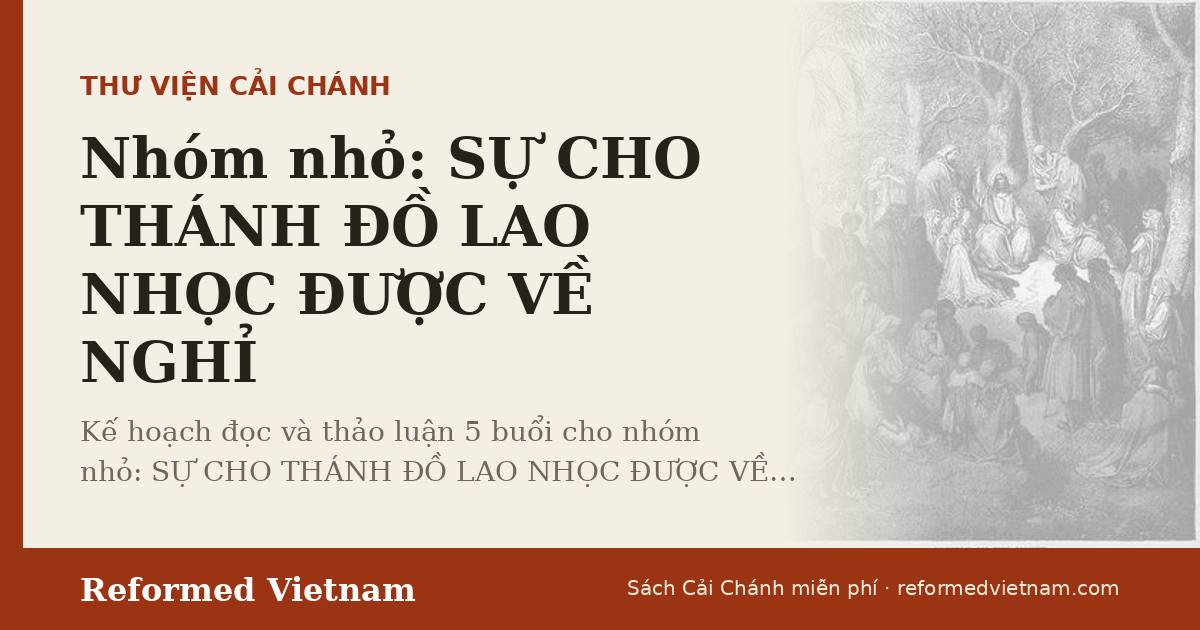 THƯ VIỆN CẢI CHÁNH
Nhóm nhỏ: SỰ CHO
THÁNH ĐỒ LAO
NHỌC ĐƯỢC VỀ
NGHỈ
Kế hoạch đọc và thảo luận 5 buổi cho nhóm
nhỏ: SỰ CHO THÁNH ĐỒ LAO NHỌC ĐƯỢC VỀ…
Reformed Vietnam
Sách Cải Chánh miễn phí · reformedvietnam.com